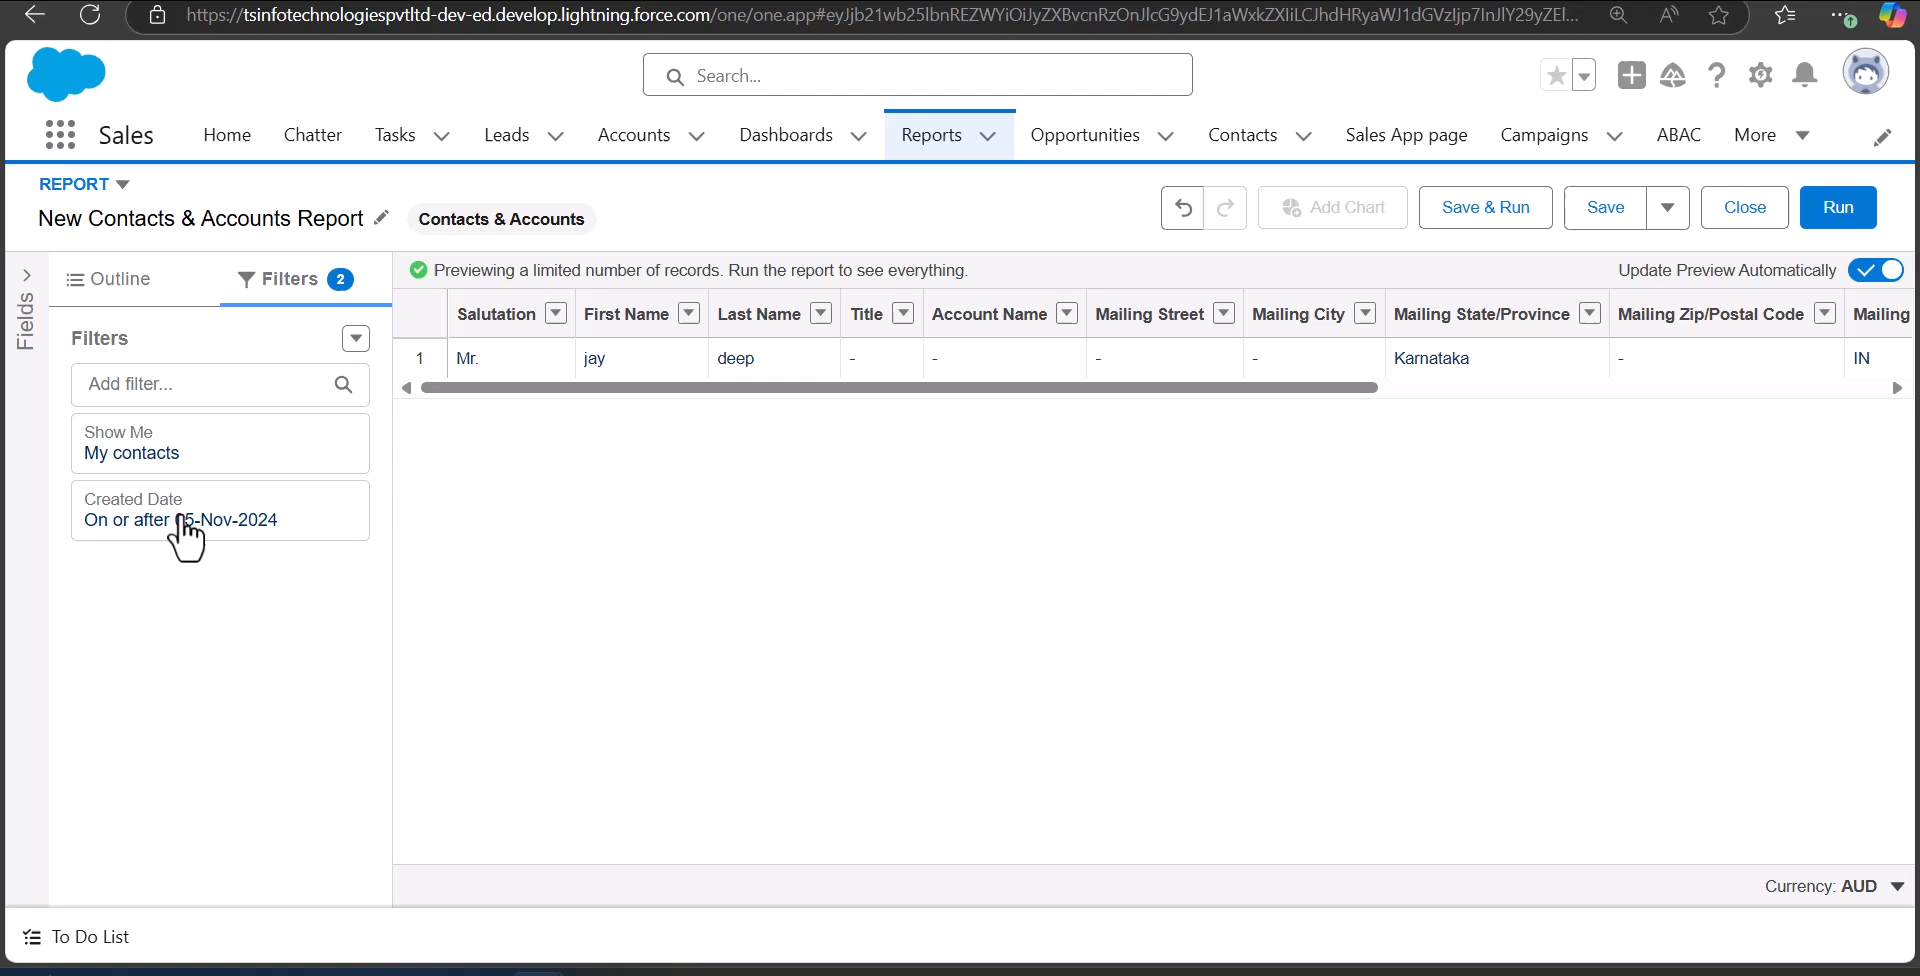 https://tsinfotechnologiespvtltd-dev-ed.develop.lightning.force.com/one/one.app#
Search...
Sales Home Chatter Tasks Leads Accounts Dashboards Reports Opportunities Contacts Sales App page Campaigns ABAC More
REPORT
New Contacts & Accounts Report Contacts & Accounts
Add Chart Save & Run Save Close Run
Fields
Outline Filters 2
Previewing a limited number of records. Run the report to see everything. Update Preview Automatically
Salutation First Name Last Name Title Account Name Mailing Street Mailing City Mailing State/Province Mailing Zip/Postal Code Mailing
1 Mr. jay deep - - - - Karnataka - IN
Filters
Add filter...
Show Me
My contacts
Created Date
On or after 05-Nov-2024
Currency: AUD
To Do List